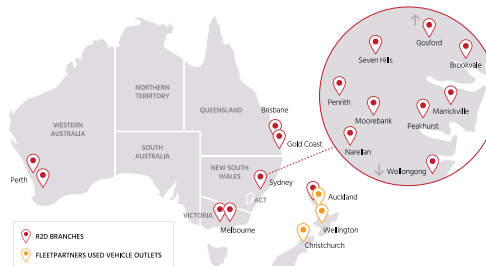 Gosford
Seven Hills
Brookvale
NORTHERN
TERRITORY
Penrith
Marrickville
QUEENSLAND
Moorebank
Brisbane
Peakhurst
WESTERN
AUSTRALIA
Gold Coast
SOUTH
AUSTRALIA
Narellan
NEW SOUTH
WALES
Wollongong
Perth
Sydney
ACT
Auckland
VICTORIA
Melbourne
Wellington
Christchurch
R2D BRANCHES
FLEETPARTNERS USED VEHICLE OUTLETS